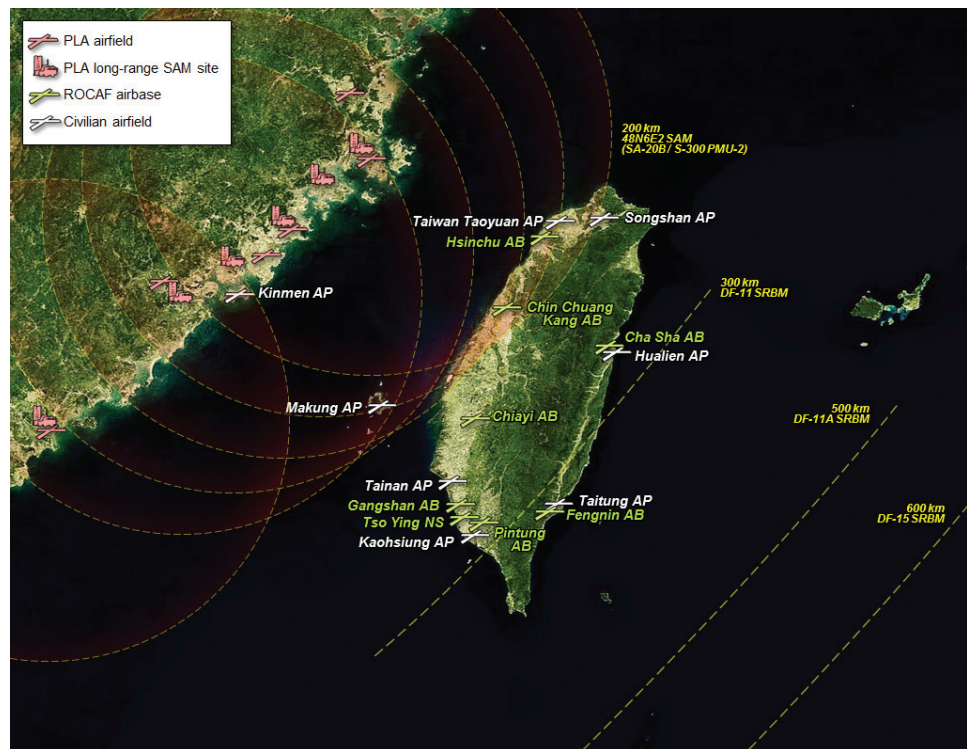 PLA airfield
PLA long-range SAM site
ROCAF airbase
Civilian airfield
200 km
48N6E2 SAM
(SA-20B / S-300 PMU-2)
Taiwan Taoyuan AP
Songshan AP
Hsinchu AB
300 km
DF-11 SRBM
Kinmen AP
Chin Chuang
Kang AB
Cha Sha AB
Hualien AP
Makung AP
Chiayi AB
500 km
DF-11A SRBM
Tainan AP
Gangshan AB
Taitung AP
Fengnin AB
Tso Ying NS
Pintung
AB
Kaohsiung AP
600 km
DF-15 SRBM